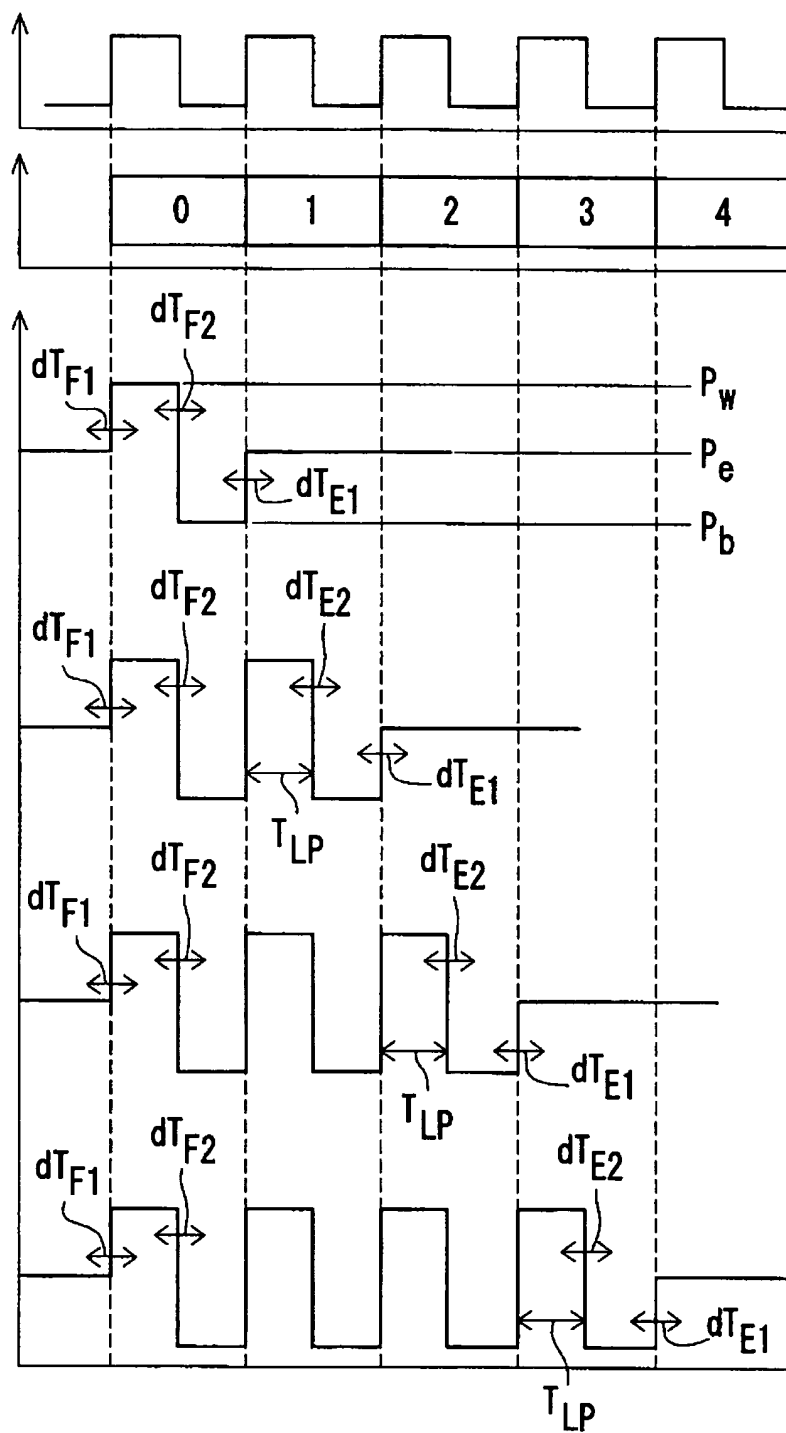 0 1 2 3 4
dT_F2
dT_F1
P_w
P_e
dT_E1
P_b
dT_F2 dT_E2
dT_F1
dT_E1
T_LP
dT_F2 dT_E2
dT_F1
dT_E1
T_LP
dT_F2 dT_E2
dT_F1
dT_E1
T_LP